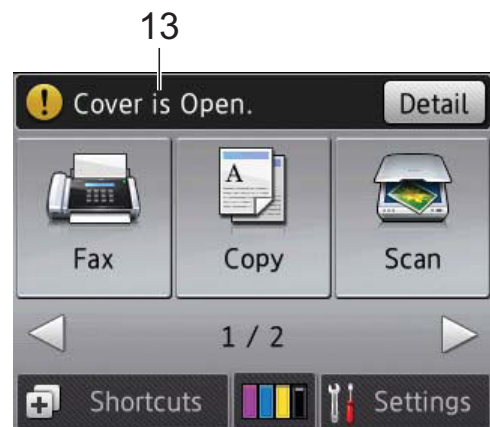 13
Cover is Open. Detail
Fax Copy Scan
A
1 / 2
Shortcuts Settings